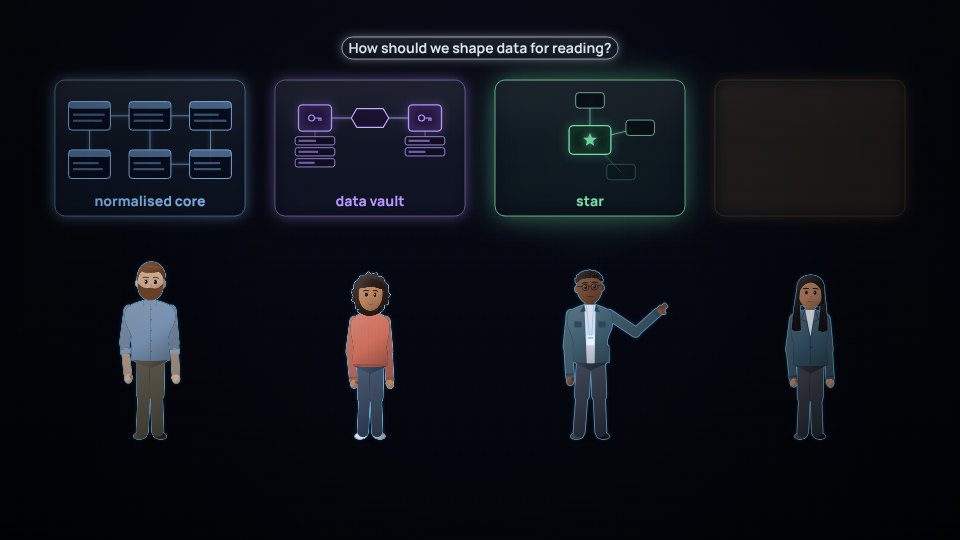 How should we shape data for reading?
normalised core
data vault
star